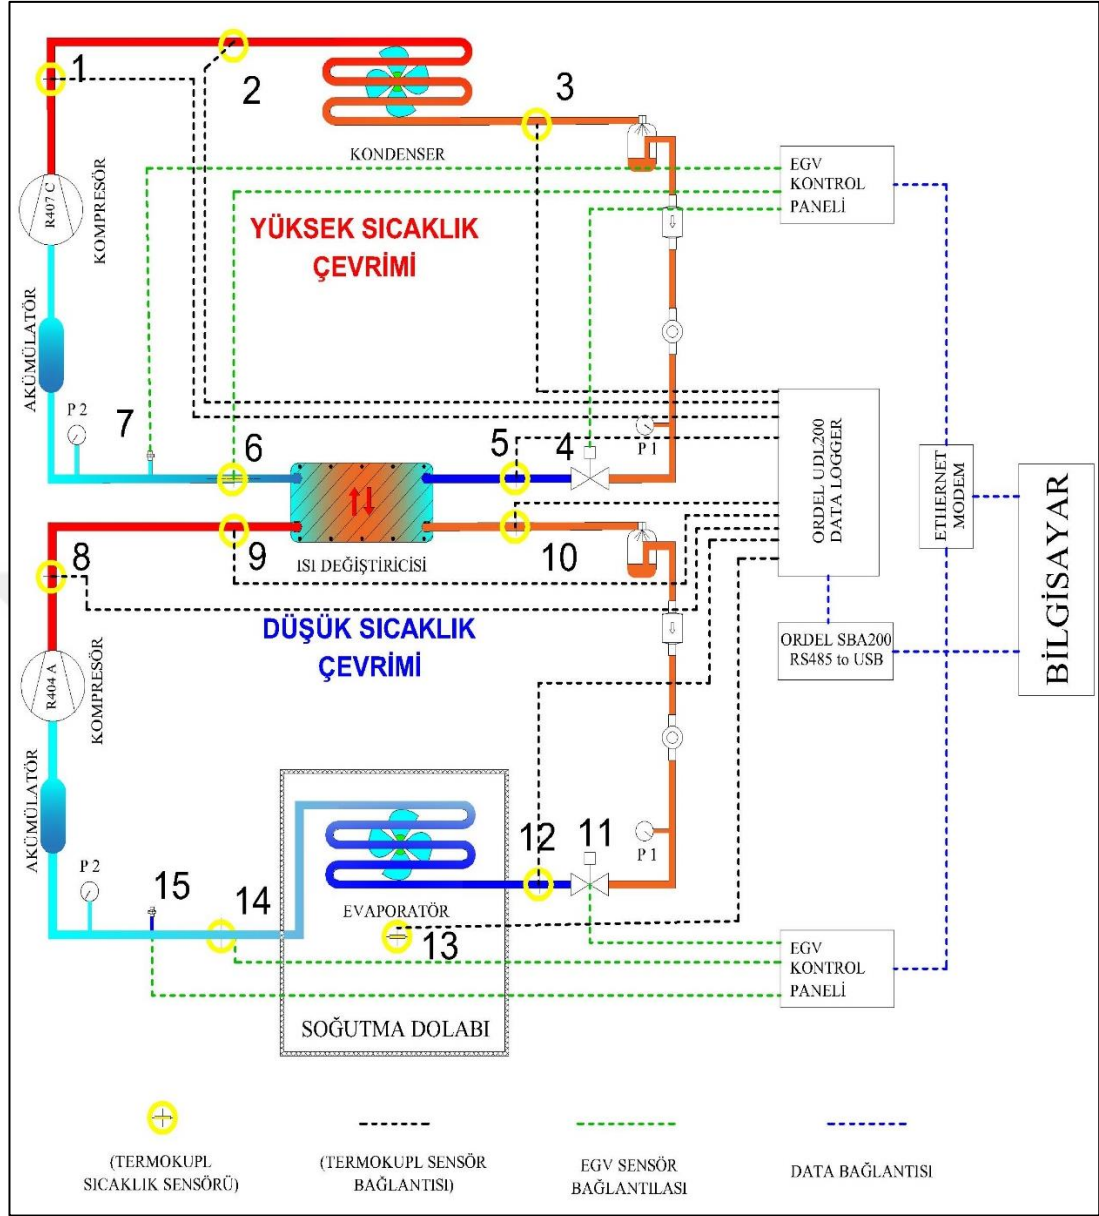 1
2
3
KONDENSER
R407 C
KOMPRESÖR
YÜKSEK SICAKLIK
ÇEVRİMİ
EGV
KONTROL
PANELİ
AKÜMÜLATÖR
P 2
7
6
5
4
P 1
ORDEL UDL200
DATA LOGGER
ETHERNET
MODEM
BİLGİSAYAR
8
9
ISI DEĞİŞTİRİCİSİ
10
DÜŞÜK SICAKLIK
ÇEVRİMİ
ORDEL SBA200
RS485 to USB
R404 A
KOMPRESÖR
AKÜMÜLATÖR
P 2
15
14
EVAPORATÖR
13
12
11
P 1
SOĞUTMA DOLABI
EGV
KONTROL
PANELİ
(TERMOKUPL
SICAKLIK SENSÖRÜ)
(TERMOKUPL SENSÖR
BAĞLANTISI)
EGV SENSÖR
BAĞLANTILASI
DATA BAĞLANTISI